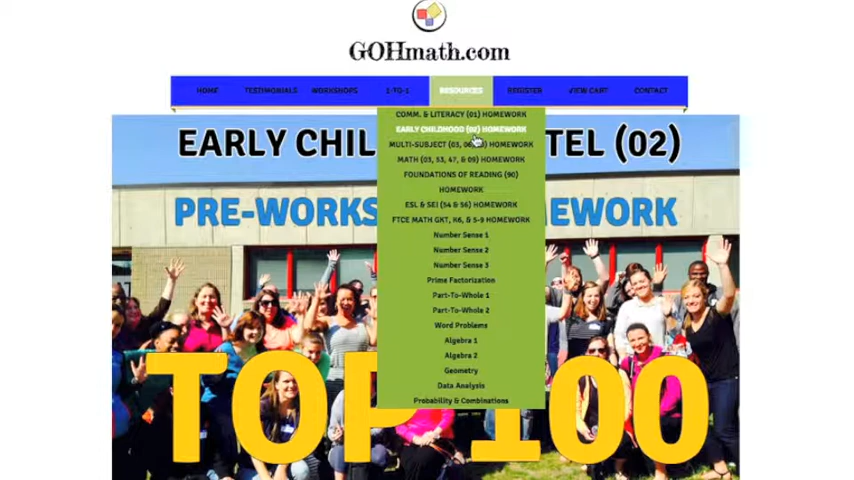 GOHmath.com
HOME TESTIMONIALS WORKSHOPS 1-TO-1 RESOURCES REGISTER VIEW CART CONTACT
COMM. & LITERACY (01) HOMEWORK
EARLY CHILDHOOD (02) HOMEWORK
MULTI-SUBJECT (03, HOMEWORK
MATH (03, 53, 47, & 09) HOMEWORK
FOUNDATIONS OF READING (90)
HOMEWORK
ESL & SEI (54 & 56) HOMEWORK
FTCE MATH GKT, K6, & 5-9 HOMEWORK
Number Sense 1
Number Sense 2
Number Sense 3
Prime Factorization
Part-To-Whole 1
Part-To-Whole 2
Word Problems
Algebra 1
Algebra 2
Geometry
Data Analysis
Probability & Combinations
EARLY CHIL TEL (02)
PRE-WORKS EWORK
TOP 100